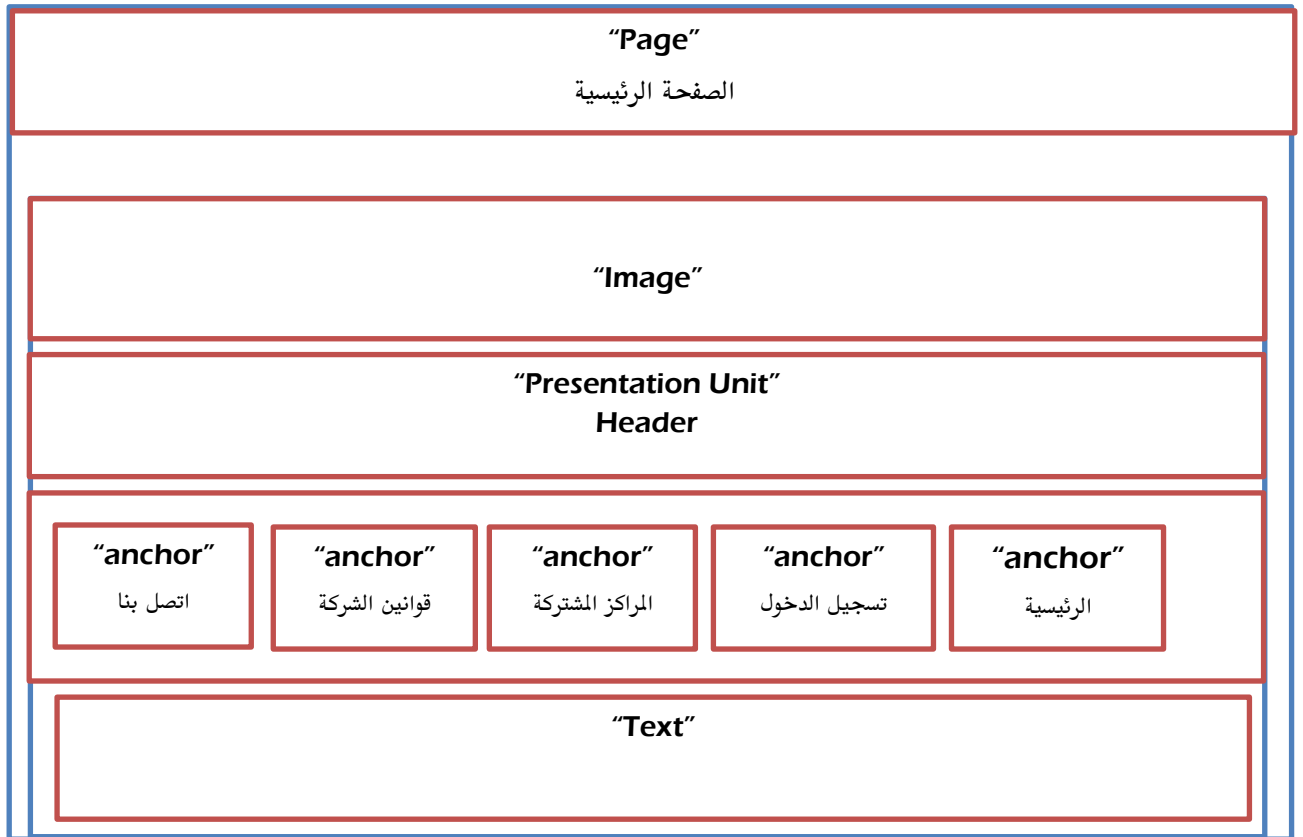 “Page”
الصفحة الرئيسية
“Image”
“Presentation Unit”
Header
“anchor”
الرئيسية
“anchor”
تسجيل الدخول
“anchor”
المراكز المشتركة
“anchor”
قوانين الشركة
“anchor”
اتصل بنا
“Text”